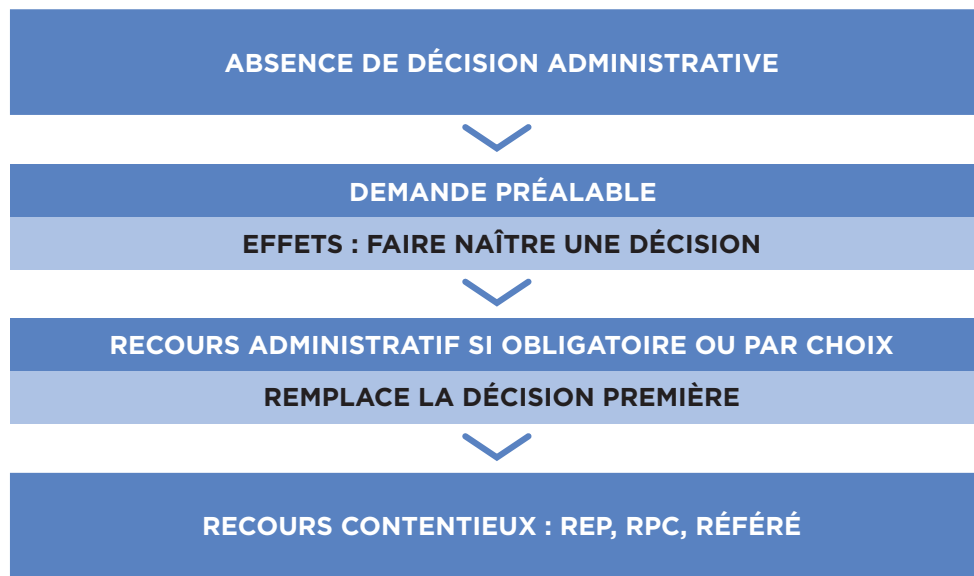 ABSENCE DE DÉCISION ADMINISTRATIVE
DEMANDE PRÉALABLE
EFFETS : FAIRE NAÎTRE UNE DÉCISION
RECOURS ADMINISTRATIF SI OBLIGATOIRE OU PAR CHOIX
REMPLACE LA DÉCISION PREMIÈRE
RECOURS CONTENTIEUX : REP, RPC, RÉFÉRÉ